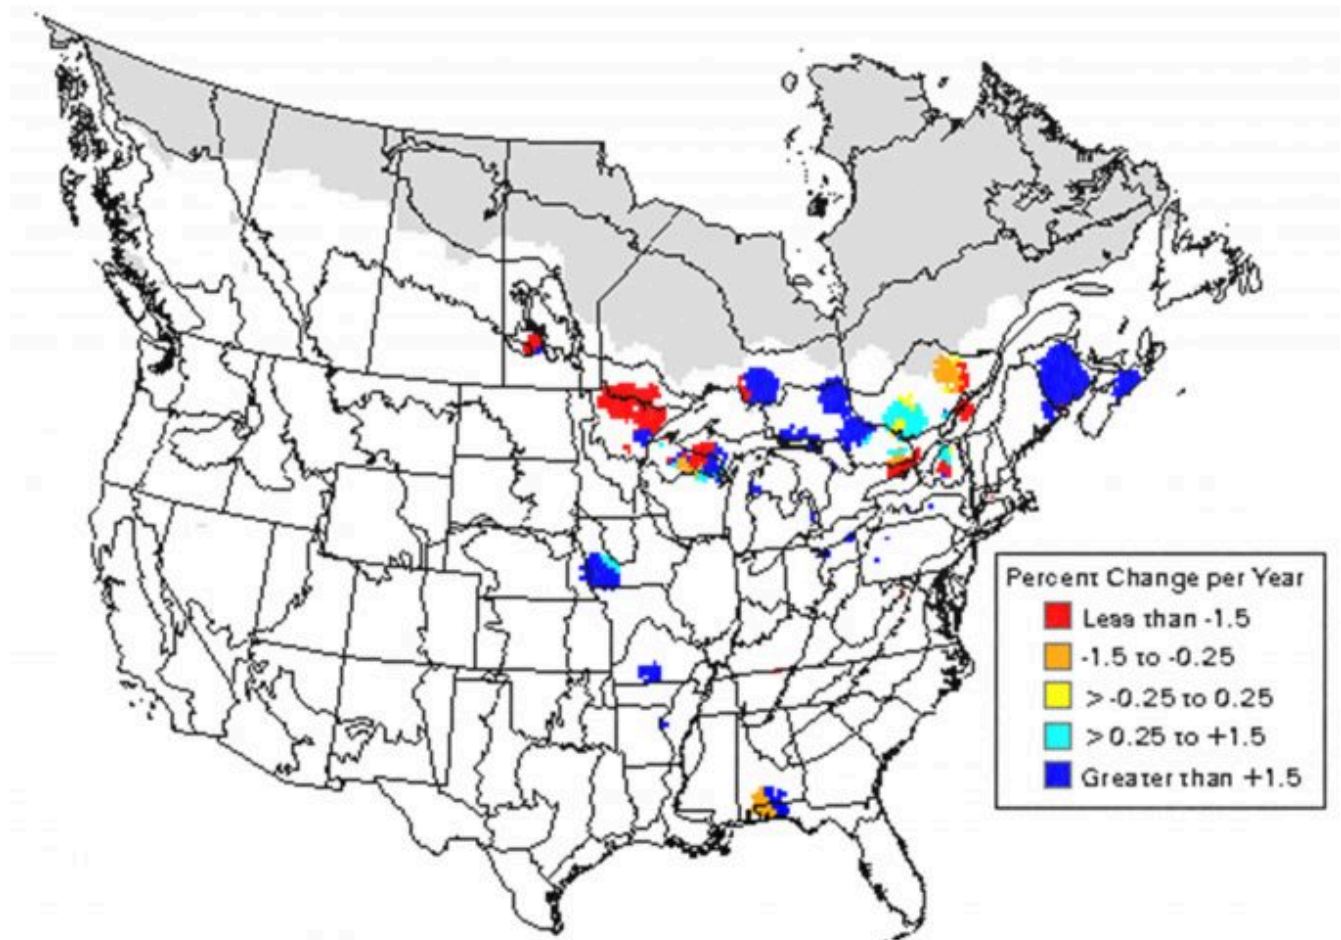 Percent Change per Year
Less than -1.5
-1.5 to -0.25
> -0.25 to 0.25
> 0.25 to +1.5
Greater than +1.5